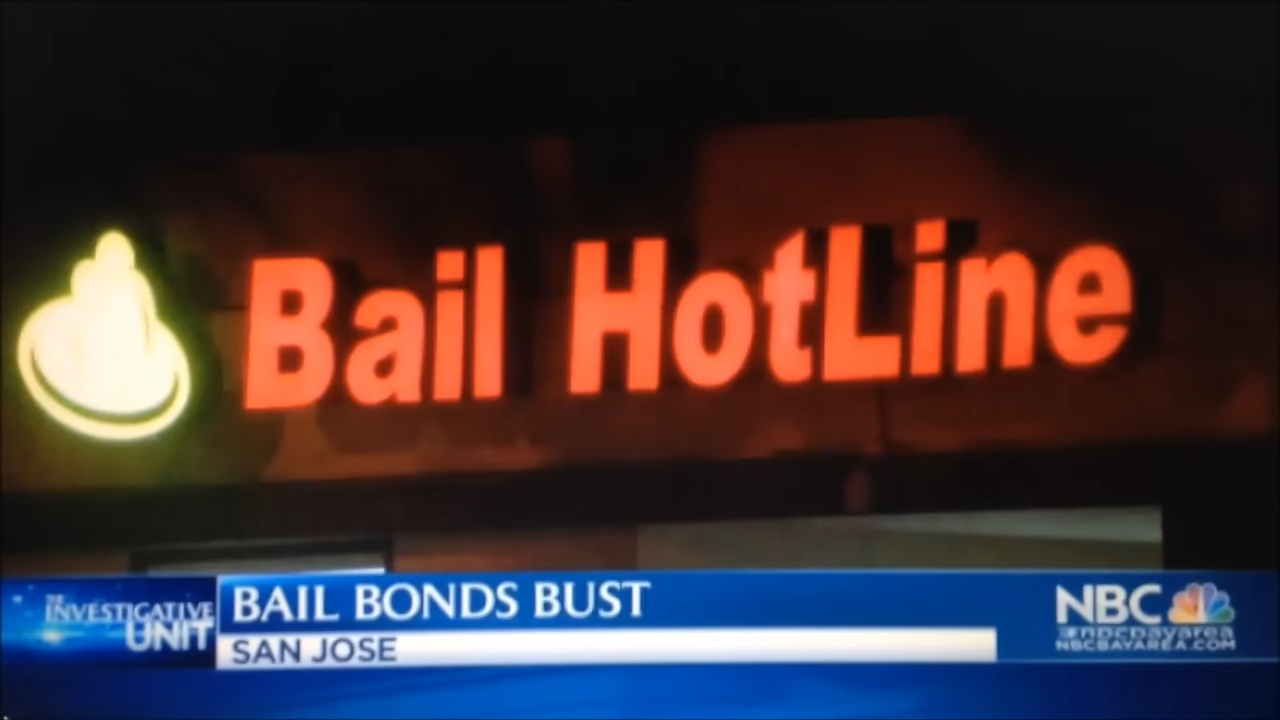 Bail HotLine
THE
INVESTIGATIVE
UNIT
BAIL BONDS BUST
SAN JOSE
NBC
nbcbayarea
NBCBAYAREA.COM